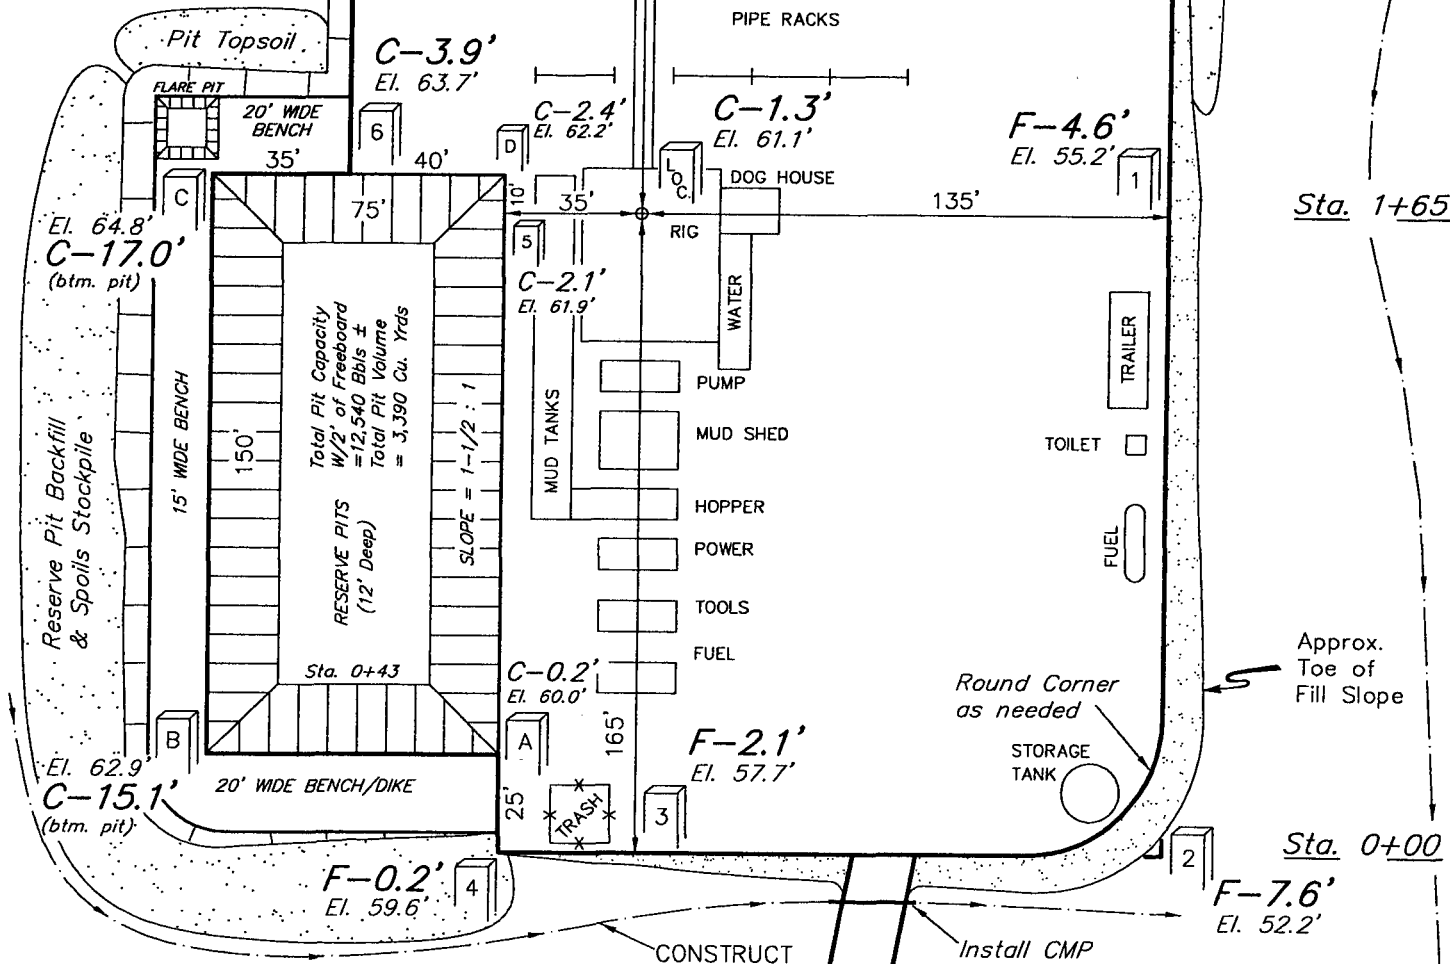 PIPE RACKS
Pit Topsoil
C-3.9'
El. 63.7'
FLARE PIT
20' WIDE
BENCH
6
C-2.4'
El. 62.2'
D
C-1.3'
El. 61.1'
F-4.6'
El. 55.2'
1
35'
40'
LOC.
DOG HOUSE
C
75'
10'
35'
135'
Sta. 1+65
El. 64.8'
C-17.0'
(btm. pit)
5
RIG
C-2.1'
El. 61.9'
WATER
Total Pit Capacity
W/2' of Freeboard
=12,540 Bbls ±
Total Pit Volume
= 3,390 Cu. Yrds
TRAILER
PUMP
15' WIDE BENCH
150'
SLOPE = 1-1/2 : 1
MUD TANKS
MUD SHED
TOILET
Reserve Pit Backfill
& Spoils Stockpile
RESERVE PITS
(12' Deep)
HOPPER
POWER
FUEL
TOOLS
FUEL
Sta. 0+43
C-0.2'
El. 60.0'
Approx.
Toe of
Fill Slope
Round Corner
as needed
B
A
165'
F-2.1'
El. 57.7'
STORAGE
TANK
El. 62.9'
C-15.1'
(btm. pit)
20' WIDE BENCH/DIKE
25'
TRASH
3
2
Sta. 0+00
F-0.2'
El. 59.6'
4
F-7.6'
El. 52.2'
CONSTRUCT
Install CMP